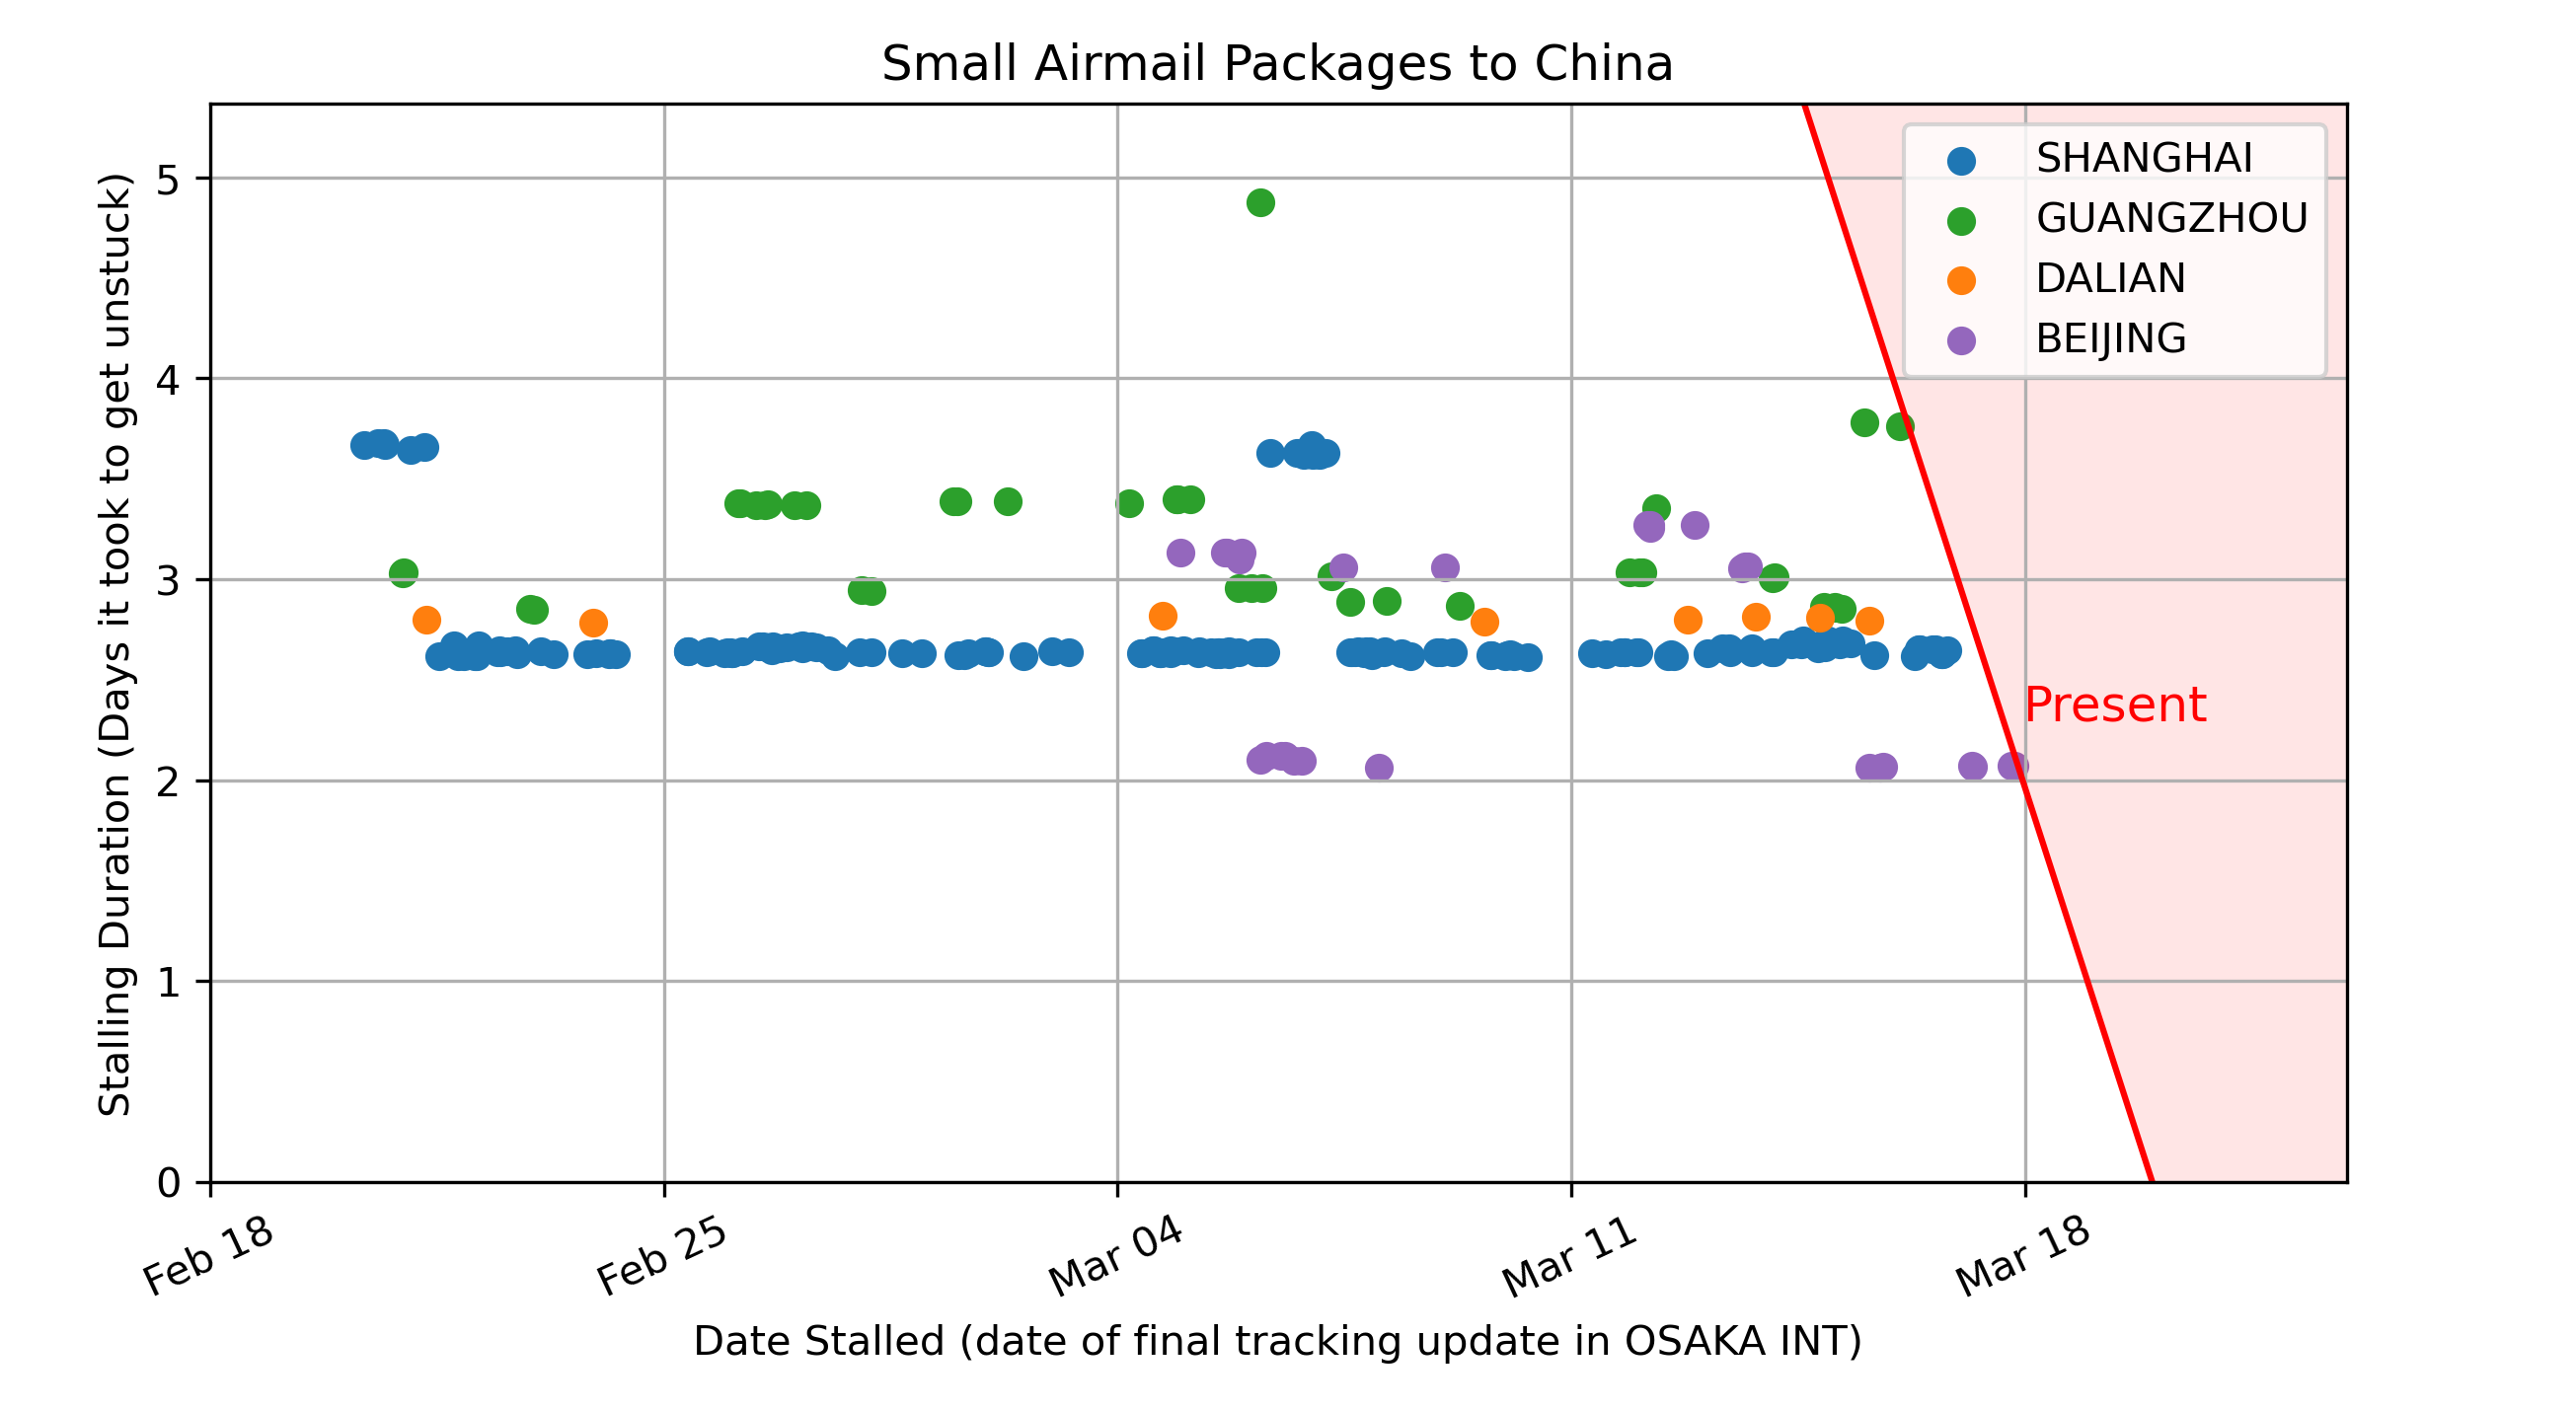 Small Airmail Packages to China
Stalling Duration (Days it took to get unstuck)
5
4
3
2
1
0
SHANGHAI
GUANGZHOU
DALIAN
BEIJING
Present
Feb 18
Feb 25
Mar 04
Mar 11
Mar 18
Date Stalled (date of final tracking update in OSAKA INT)